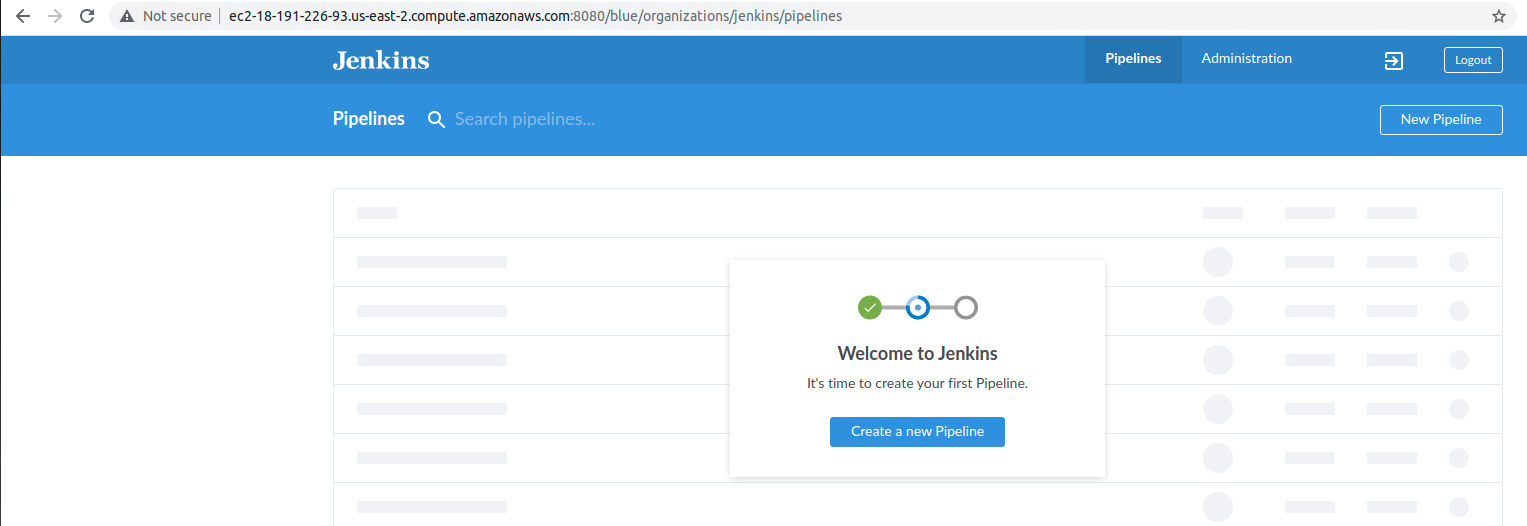 Not secure ec2-18-191-226-93.us-east-2.compute.amazonaws.com:8080/blue/organizations/jenkins/pipelines
Jenkins Pipelines Administration Logout
Pipelines Search pipelines... New Pipeline
Welcome to Jenkins
It's time to create your first Pipeline.
Create a new Pipeline